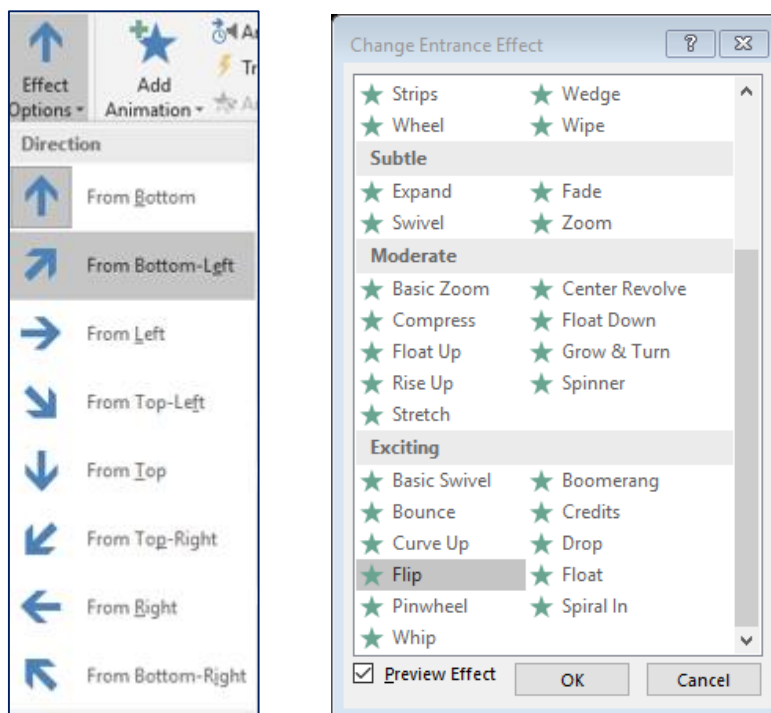 Effect
Options
Add
Animation
Tr
Direction
From Bottom
From Bottom-Left
From Left
From Top-Left
From Top
From Top-Right
From Right
From Bottom-Right
Change Entrance Effect ?
Strips Wedge
Wheel Wipe
Subtle
Expand Fade
Swivel Zoom
Moderate
Basic Zoom Center Revolve
Compress Float Down
Float Up Grow & Turn
Rise Up Spinner
Stretch
Exciting
Basic Swivel Boomerang
Bounce Credits
Curve Up Drop
Flip Float
Pinwheel Spiral In
Whip
Preview Effect OK Cancel